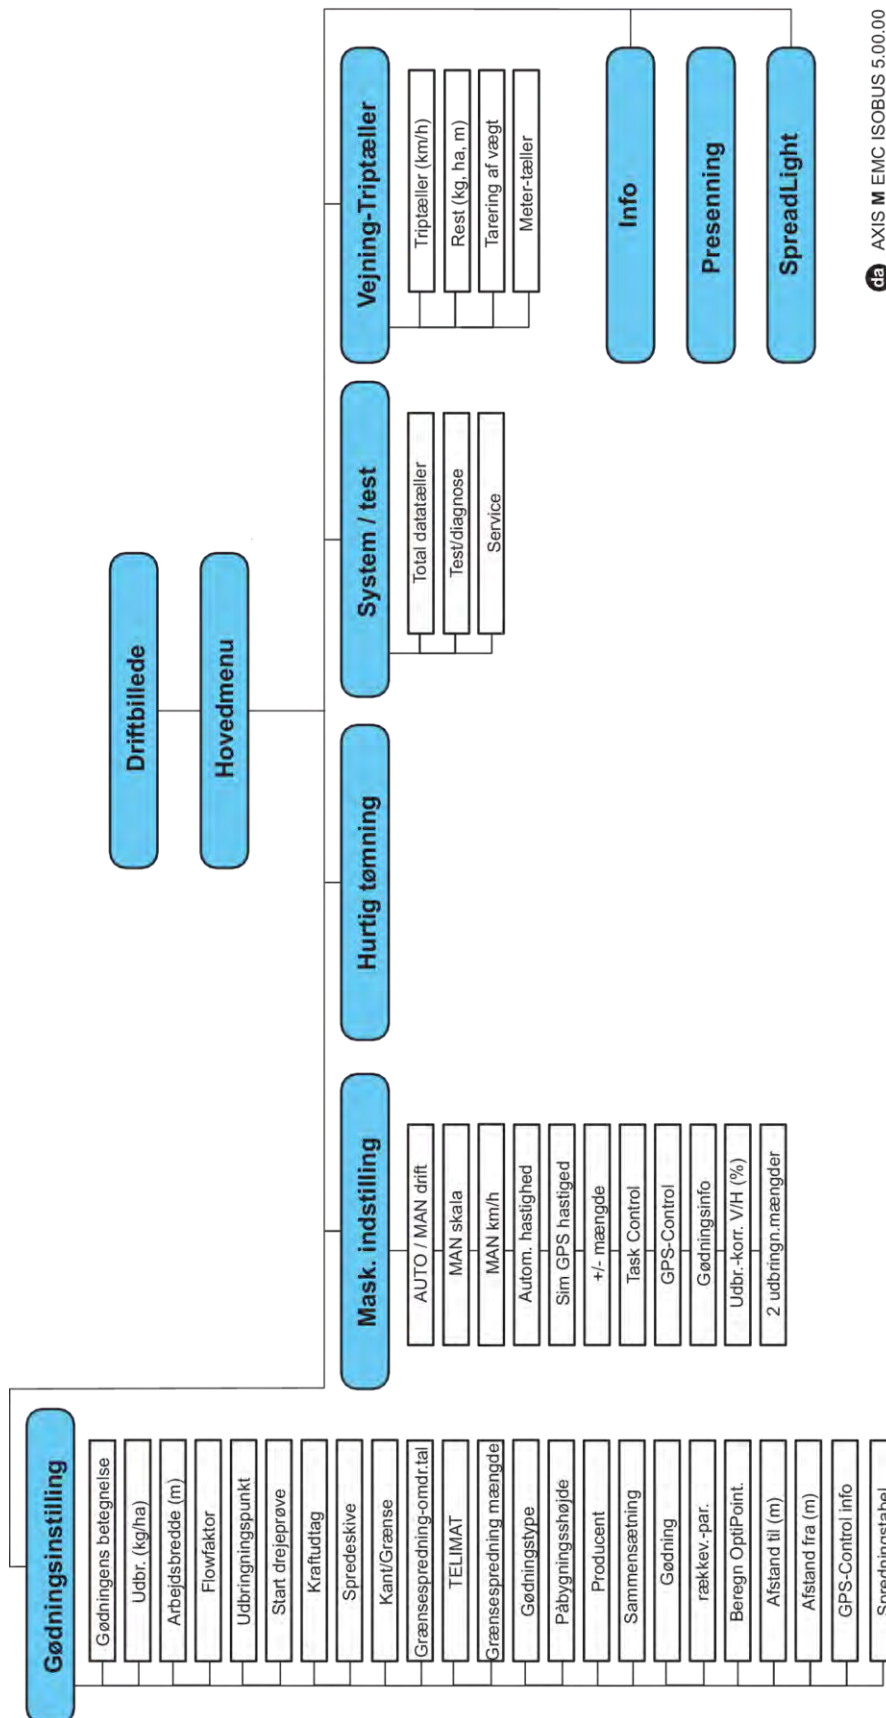 Driftbillede
Hovedmenu
Gødningsinstilling
Gødningens betegnelse
Udbr. (kg/ha)
Arbejdsbredde (m)
Flowfaktor
Udbringningspunkt
Start drejeprøve
Kraftudtag
Spredeskive
Kant/Grænse
Grænsespredning-omdr.tal
TELIMAT
Grænsespredning mængde
Gødningstype
Påbygningsshøjde
Producent
Sammensætning
Gødning
rækkev.-par.
Beregn OptiPoint.
Afstand til (m)
Afstand fra (m)
GPS-Control info
Spredningstabel
Mask. indstilling
AUTO / MAN drift
MAN skala
MAN km/h
Autom. hastighed
Sim GPS hastiged
+/- mængde
Task Control
GPS-Control
Gødningsinfo
Udbr.-korr. V/H (%)
2 udbringn.mængder
Hurtig tømning
System / test
Total datatæller
Test/diagnose
Service
Vejning-Triptæller
Triptæller (km/h)
Rest (kg, ha, m)
Tarering af vægt
Meter-tæller
Info
Presenning
SpreadLight
da AXIS M EMC ISOBUS 5.00.00